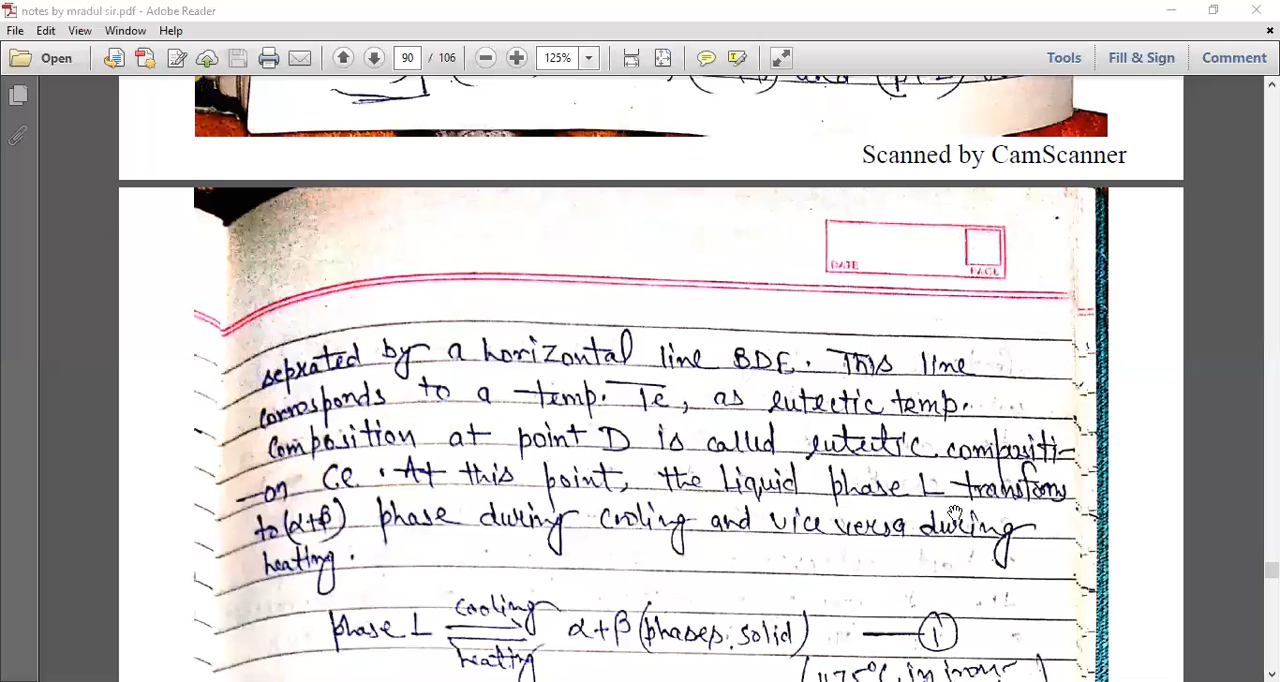 notes by mradul sir.pdf - Adobe Reader
File Edit View Window Help
Open 90 / 106 125% Tools Fill & Sign Comment
and
Scanned by CamScanner
DATE PAGE
seprated by a horizontal line BDE. This line
corresponds to a temp. Te, as eutectic temp.
composition at point D is called eutectic compositi-
-on Ce. At this point, the liquid phase L transforms
to (α+β) phase during cooling and vice versa during
heating.
cooling
phase L ⇌ α+β (phases, solid) — 1
heating